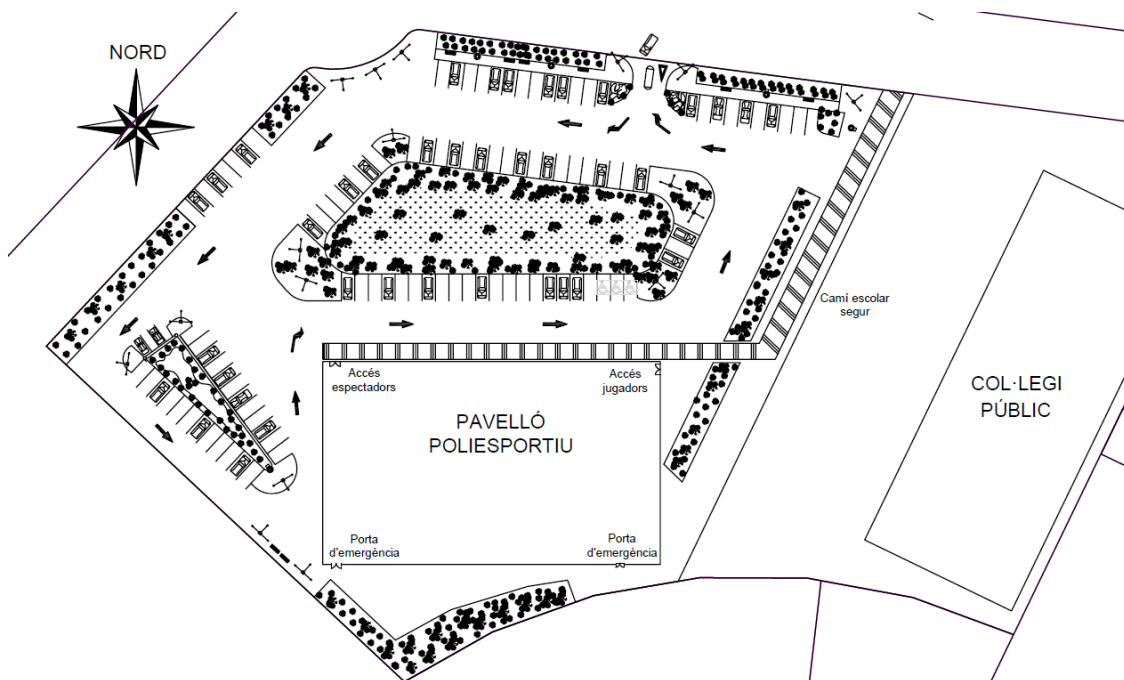 NORD
Camí escolar
segur
Accés
espectadors
Accés
jugadors
COL·LEGI
PÚBLIC
PAVELLÓ
POLIESPORTIU
Porta
d'emergència
Porta
d'emergència